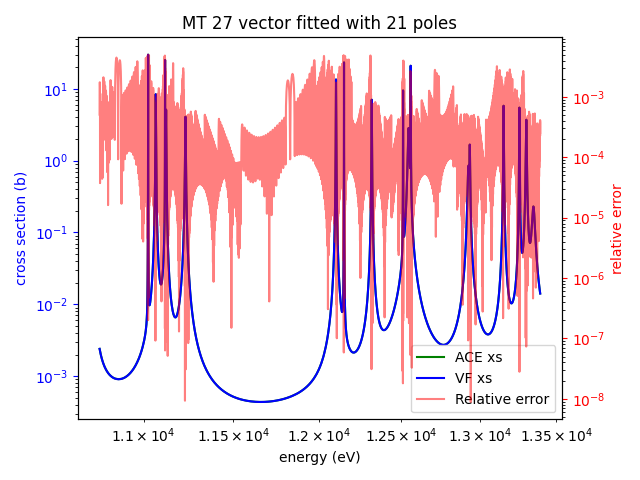 MT 27 vector fitted with 21 poles
10¹
10⁰
10⁻¹
10⁻²
10⁻³
cross section (b)
10⁻³
10⁻⁴
10⁻⁵
10⁻⁶
10⁻⁷
10⁻⁸
relative error
ACE xs
VF xs
Relative error
1.1 × 10⁴ 1.15 × 10⁴ 1.2 × 10⁴ 1.25 × 10⁴ 1.3 × 10⁴ 1.35 × 10⁴
energy (eV)